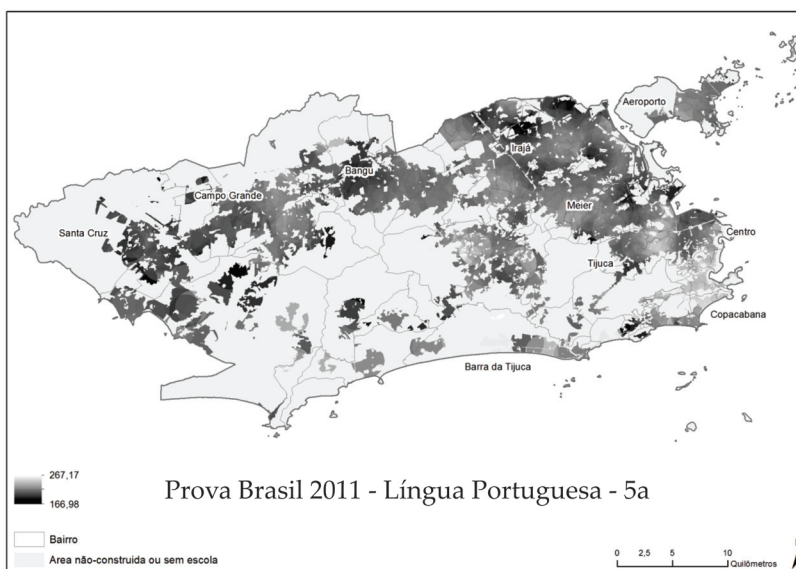 Aeroporto
Irajá
Bangu
Campo Grande
Meier
Santa Cruz
Centro
Tijuca
Copacabana
Barra da Tijuca
267,17
166,98
Prova Brasil 2011 - Língua Portuguesa - 5a
Bairro
Area não-construida ou sem escola
0 2,5 5 10
Quilômetros